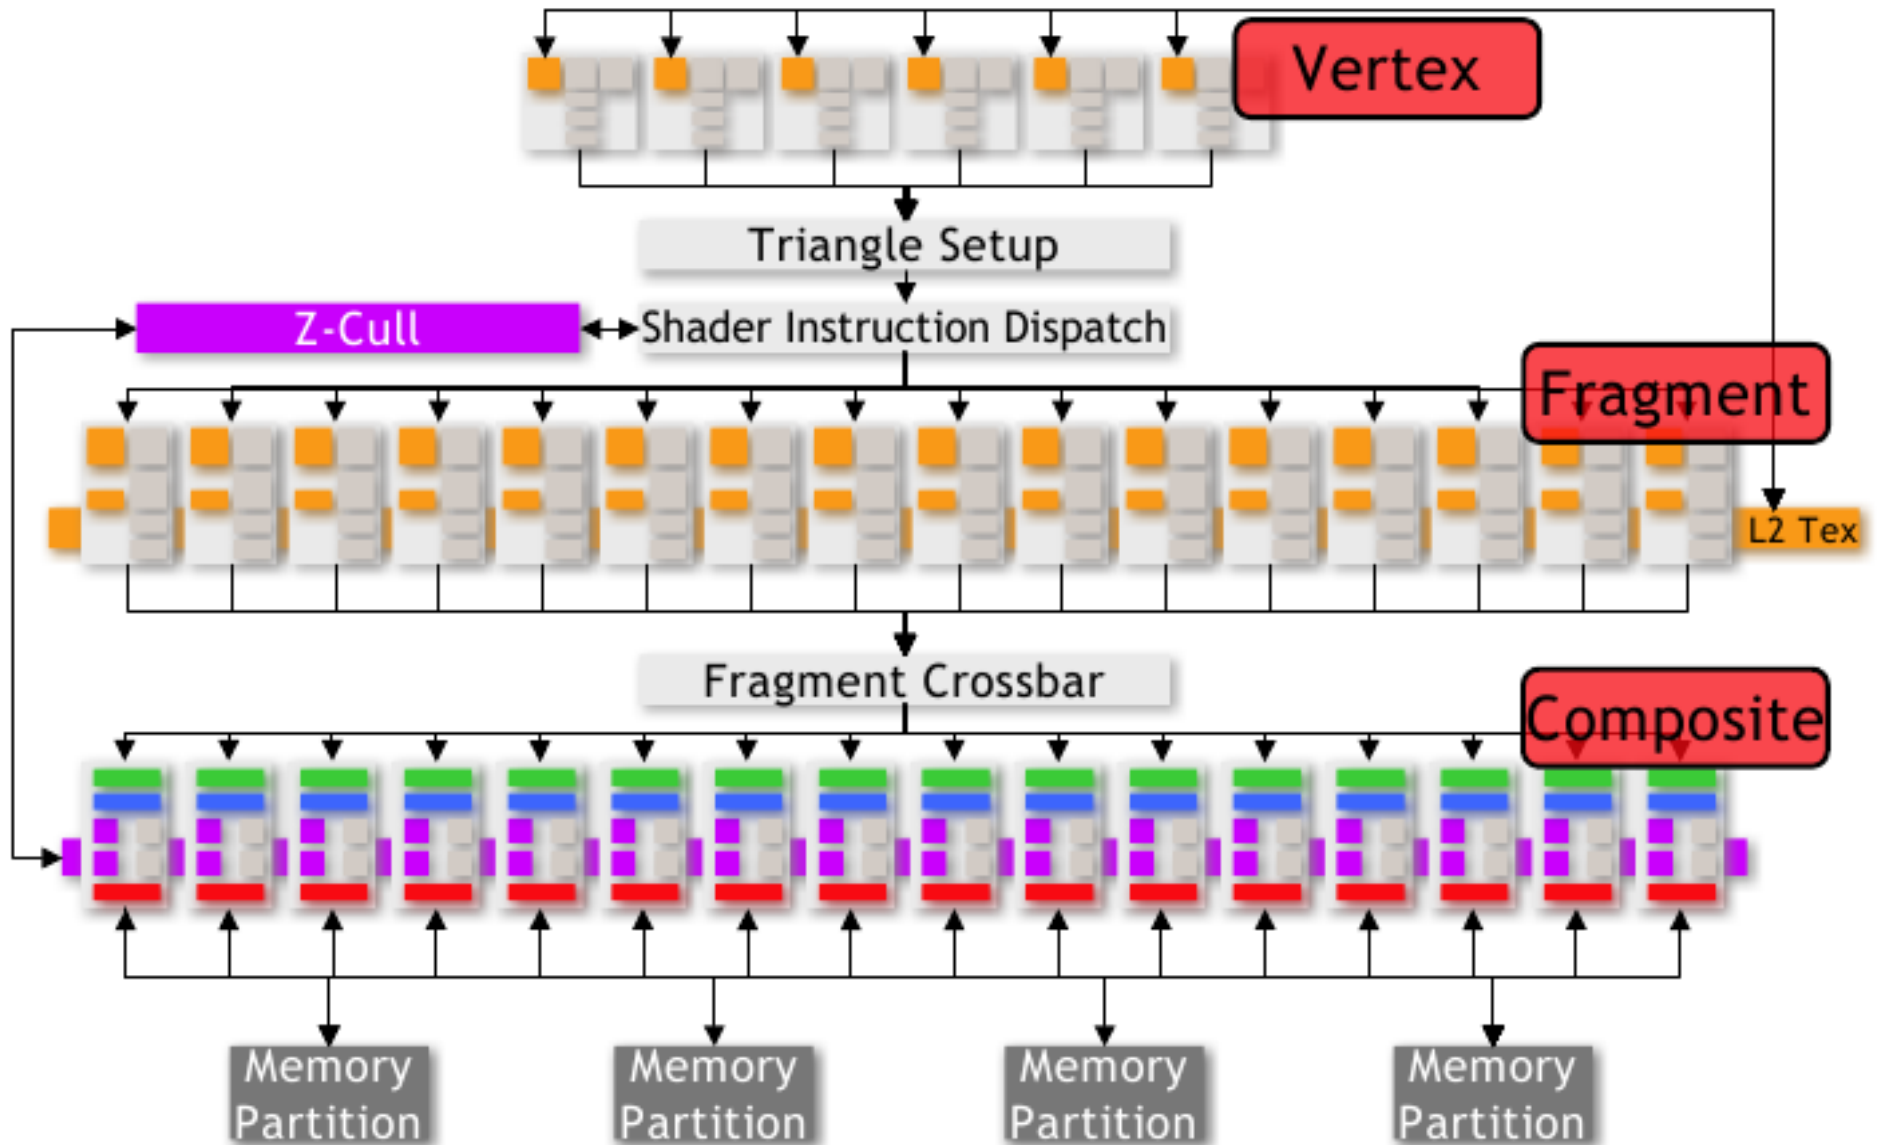 Vertex
Triangle Setup
Z-Cull
Shader Instruction Dispatch
Fragment
L2 Tex
Fragment Crossbar
Composite
Memory
Partition
Memory
Partition
Memory
Partition
Memory
Partition